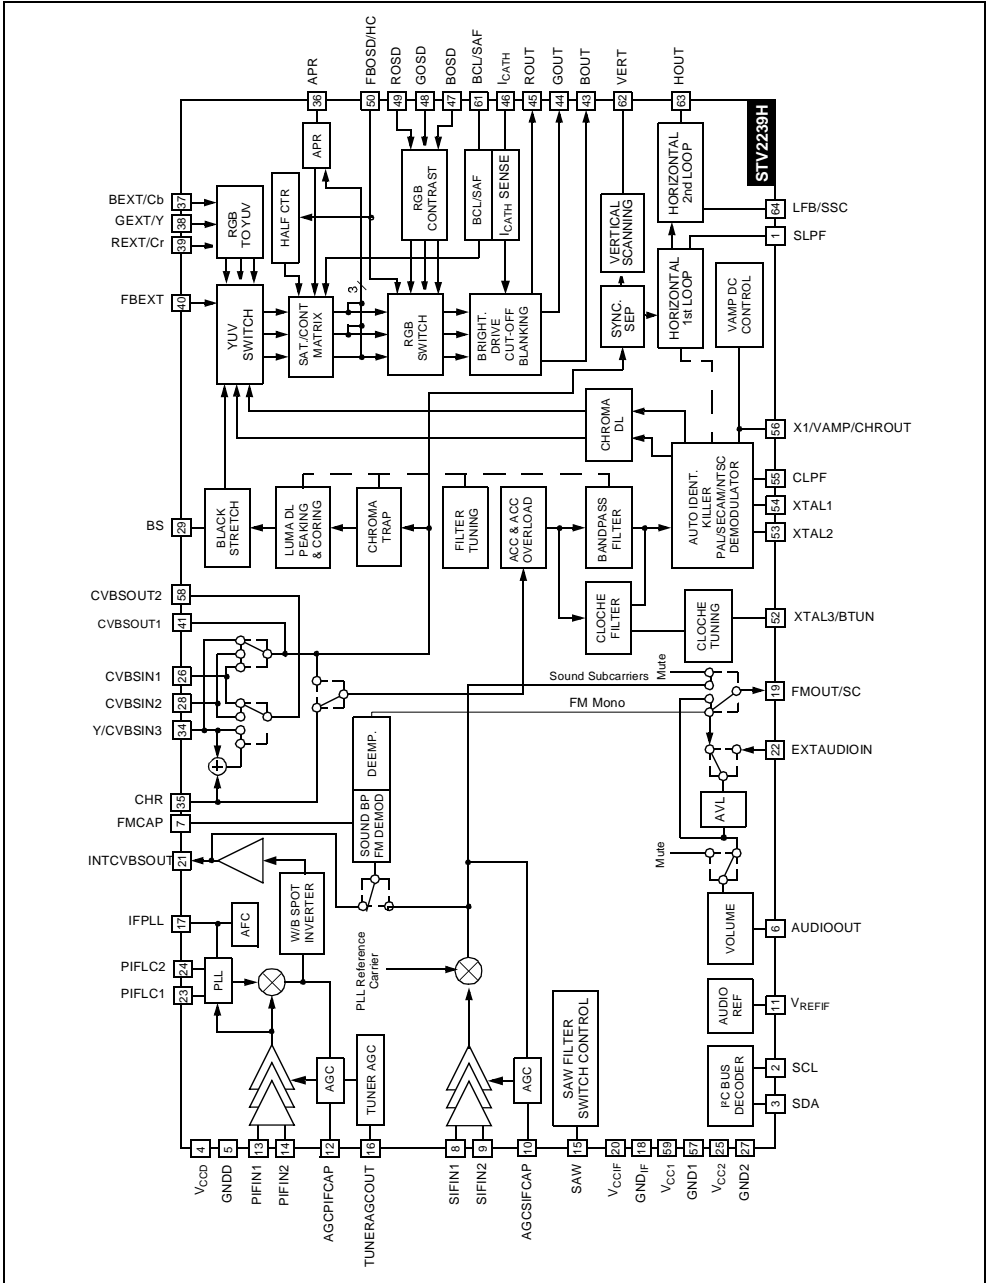 APR
FBOSD/HC
ROSD
GOSD
BOSD
BCL/SAF
ICATH
ROUT
GOUT
BOUT
VERT
HOUT
36
50
49
48
47
61
46
45
44
43
62
63
STV2239H
BEXT/Cb
37
GEXT/Y
38
REXT/Cr
39
FBEXT
40
RGB
TO YUV
HALF CTR
APR
RGB
CONTRAST
BCL/SAF
ICATH SENSE
VERTICAL
SCANNING
HORIZONTAL
2nd LOOP
64
LFB/SSC
1
SLPF
YUV
SWITCH
SAT./CONT
MATRIX
3
RGB
SWITCH
BRIGHT.
DRIVE
CUT-OFF
BLANKING
SYNC.
SEP
HORIZONTAL
1st LOOP
VAMP DC
CONTROL
CHROMA
DL
56
X1/VAMP/CHROUT
55
CLPF
54
XTAL1
53
XTAL2
BS
29
BLACK
STRETCH
LUMA DL
PEAKING
& CORING
CHROMA
TRAP
FILTER
TUNING
ACC & ACC
OVERLOAD
BANDPASS
FILTER
AUTO IDENT.
KILLER
PAL/SECAM/NTSC
DEMODULATOR
CVBSOUT2
58
CVBSOUT1
41
CLOCHE
FILTER
CLOCHE
TUNING
52
XTAL3/BTUN
CVBSIN1
26
CVBSIN2
28
Y/CVBSIN3
34
CHR
35
FMCAP
7
Sound Subcarriers
Mute
FM Mono
19
FMOUT/SC
22
EXTAUDIOIN
DEEMP.
SOUND BP
FM DEMOD
AVL
INTCVBSOUT
21
W/B SPOT
INVERTER
Mute
IFPLL
17
AFC
VOLUME
6
AUDIOOUT
PIFLC2
24
PIFLC1
23
PLL
PLL Reference
Carrier
AUDIO
REF
11
VREFIF
AGC
TUNER AGC
AGC
SAW FILTER
SWITCH CONTROL
I²C BUS
DECODER
2
SCL
3
SDA
4
5
13
14
12
16
8
9
10
15
20
18
59
57
25
27
VCCD
GNDD
PIFIN1
PIFIN2
AGCPIFCAP
TUNERAGCOUT
SIFIN1
SIFIN2
AGCSIFCAP
SAW
VCCIF
GNDIF
VCC1
GND1
VCC2
GND2